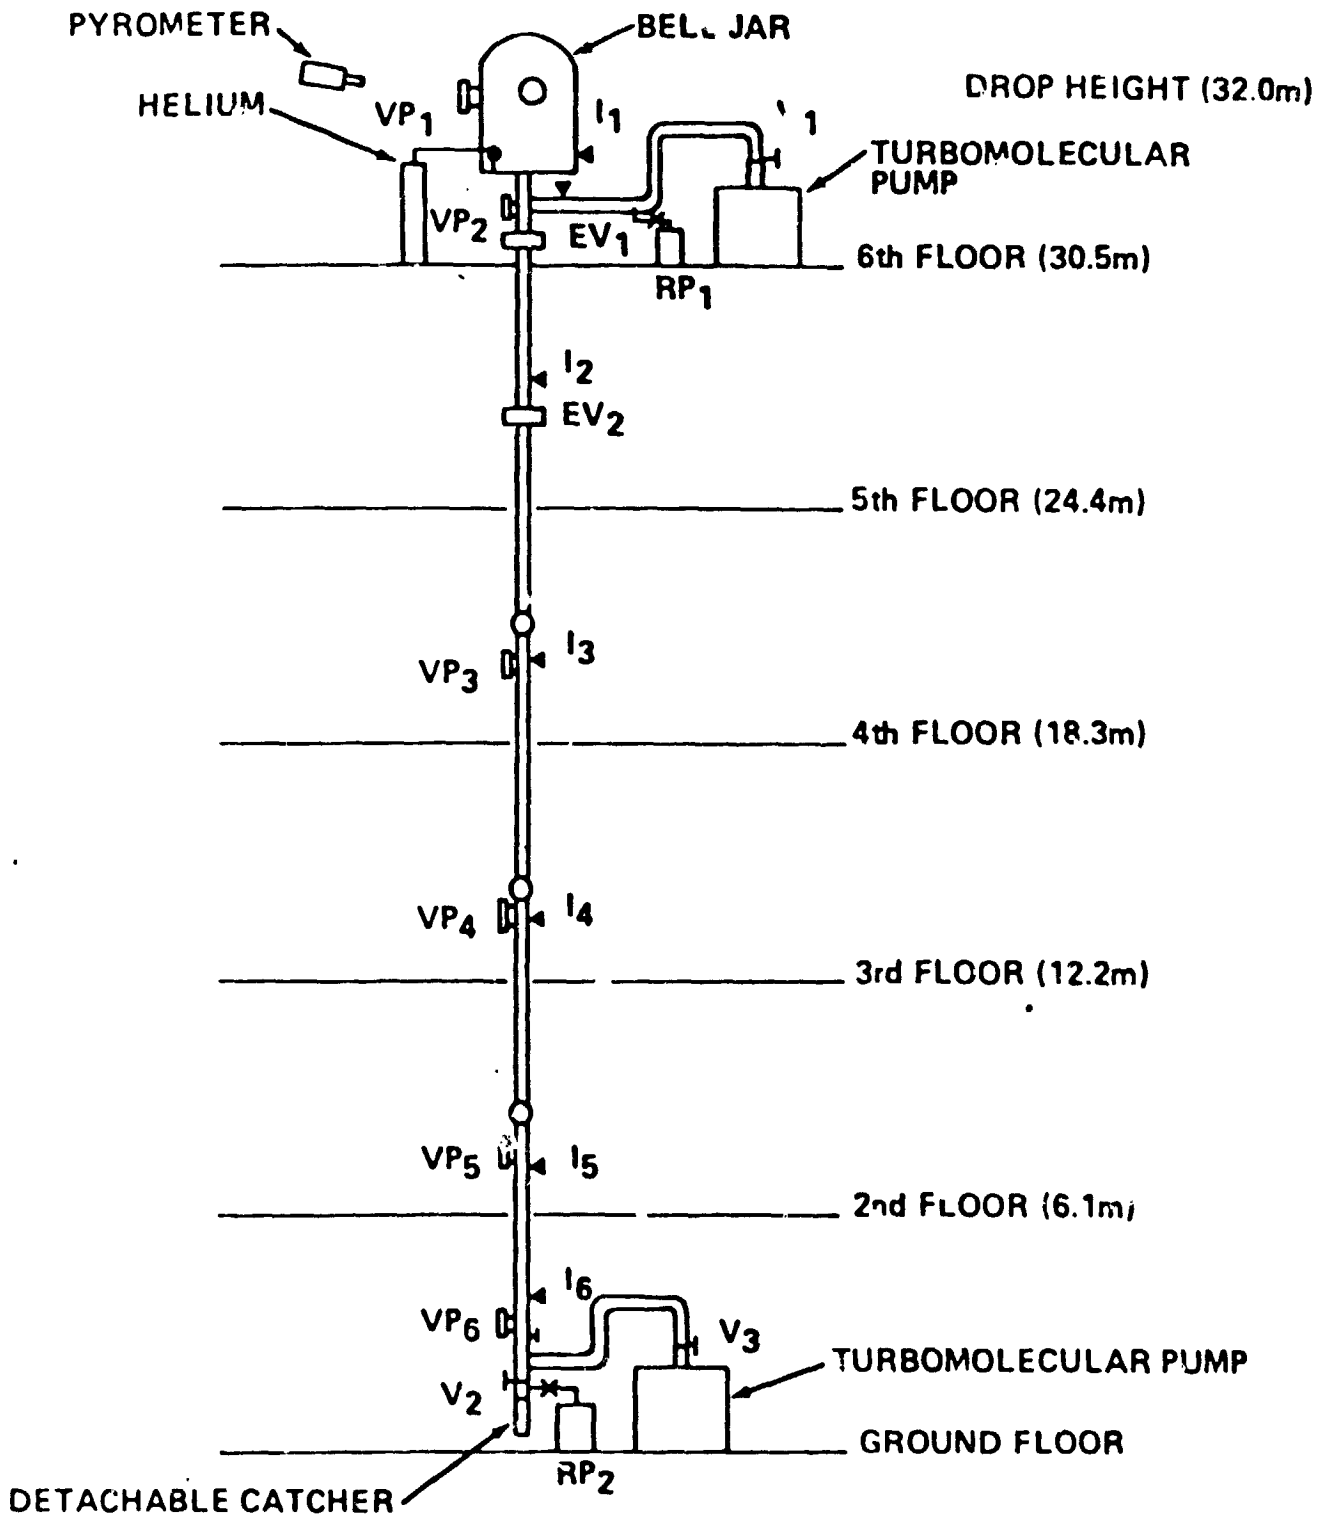 PYROMETER
BELL JAR
DROP HEIGHT (32.0m)
HELIUM
VP1
I1
1
TURBOMOLECULAR
PUMP
VP2
EV1
6th FLOOR (30.5m)
RP1
I2
EV2
5th FLOOR (24.4m)
I3
VP3
4th FLOOR (18.3m)
VP4
I4
3rd FLOOR (12.2m)
VP5
I5
2nd FLOOR (6.1m)
I6
VP6
V3
TURBOMOLECULAR PUMP
V2
GROUND FLOOR
RP2
DETACHABLE CATCHER